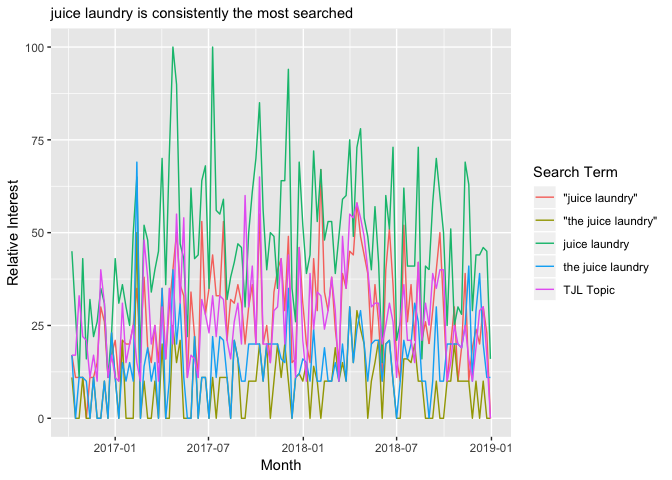 juice laundry is consistently the most searched
100
75
50
25
0
Relative Interest
2017-01
2017-07
2018-01
2018-07
2019-01
Month
Search Term
"juice laundry"
"the juice laundry"
juice laundry
the juice laundry
TJL Topic